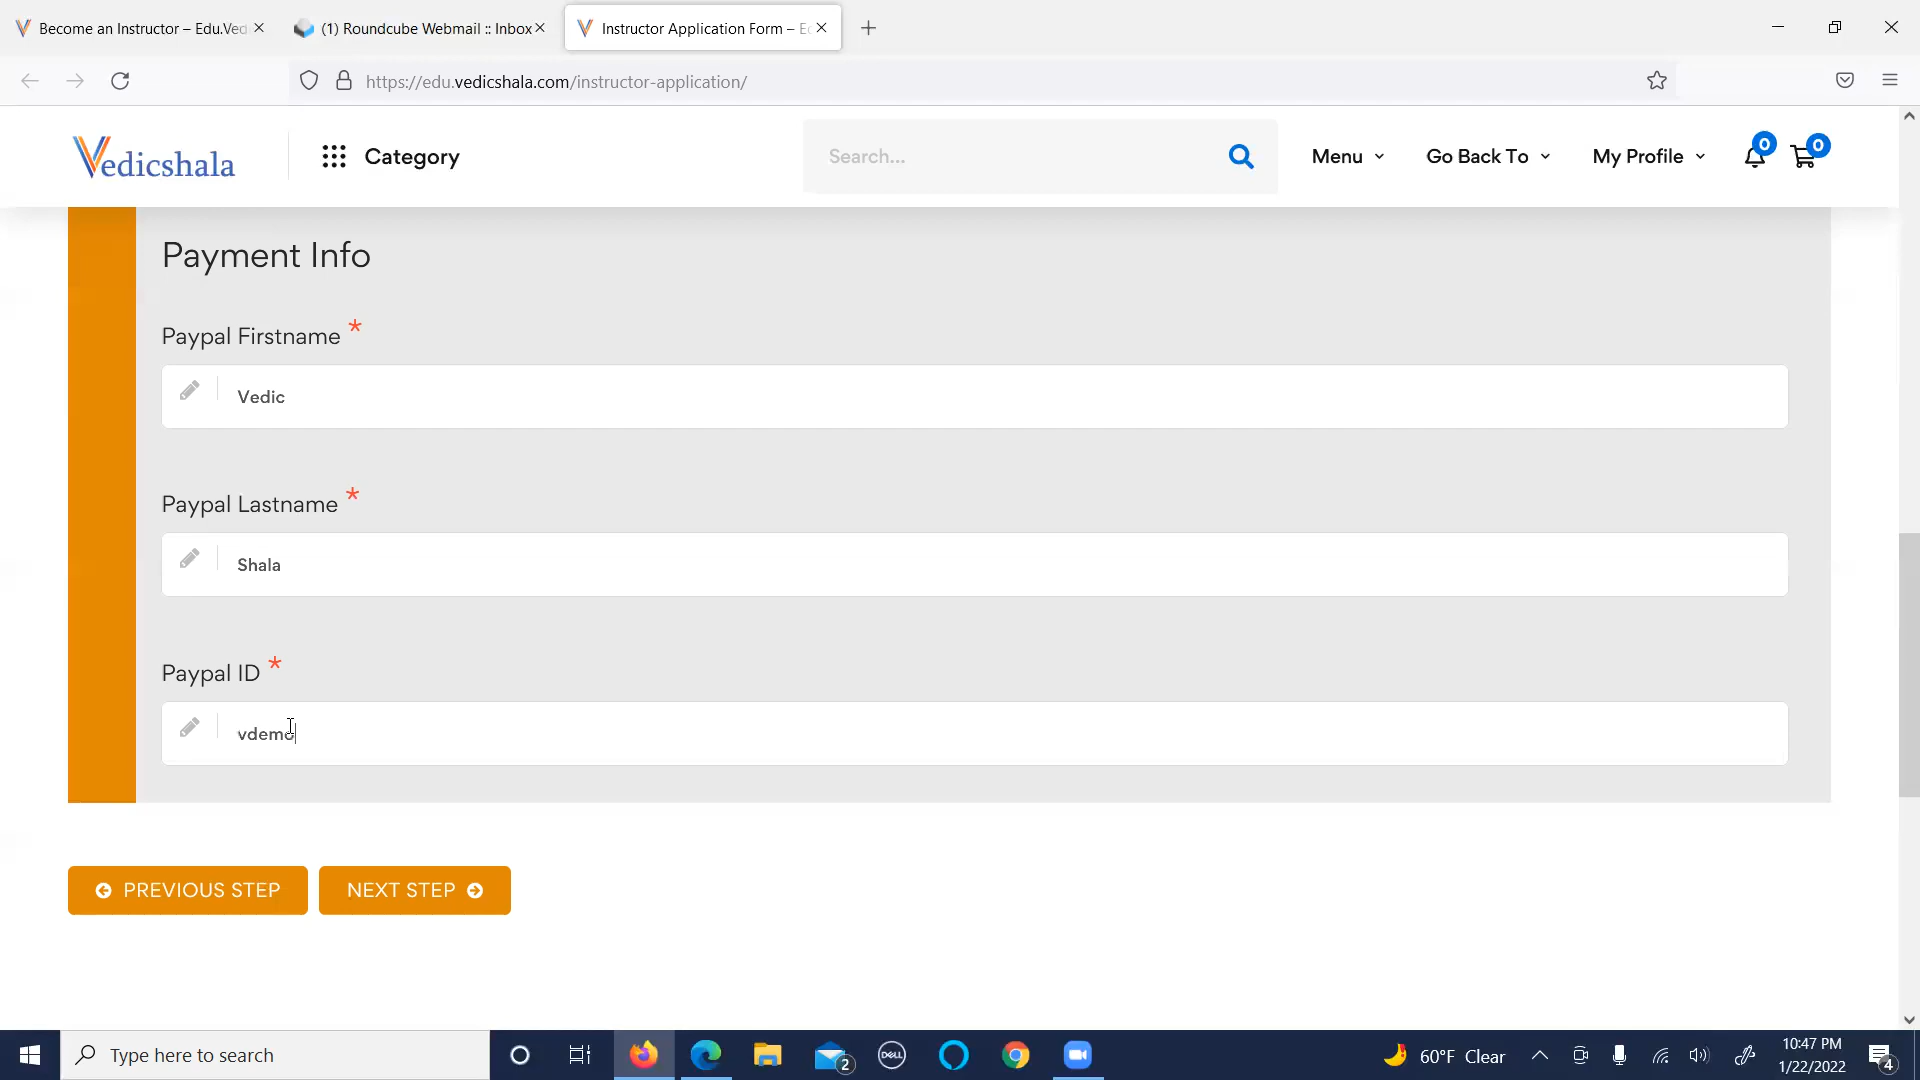 Become an Instructor – Edu.Ved
(1) Roundcube Webmail :: Inbox
Instructor Application Form – Ed
https://edu.vedicshala.com/instructor-application/
Vedicshala
Category
Search...
Menu
Go Back To
My Profile
0
0
Payment Info
Paypal Firstname *
Vedic
Paypal Lastname *
Shala
Paypal ID *
vdemo
PREVIOUS STEP
NEXT STEP
Type here to search
2
DELL
60°F Clear
10:47 PM
1/22/2022
4